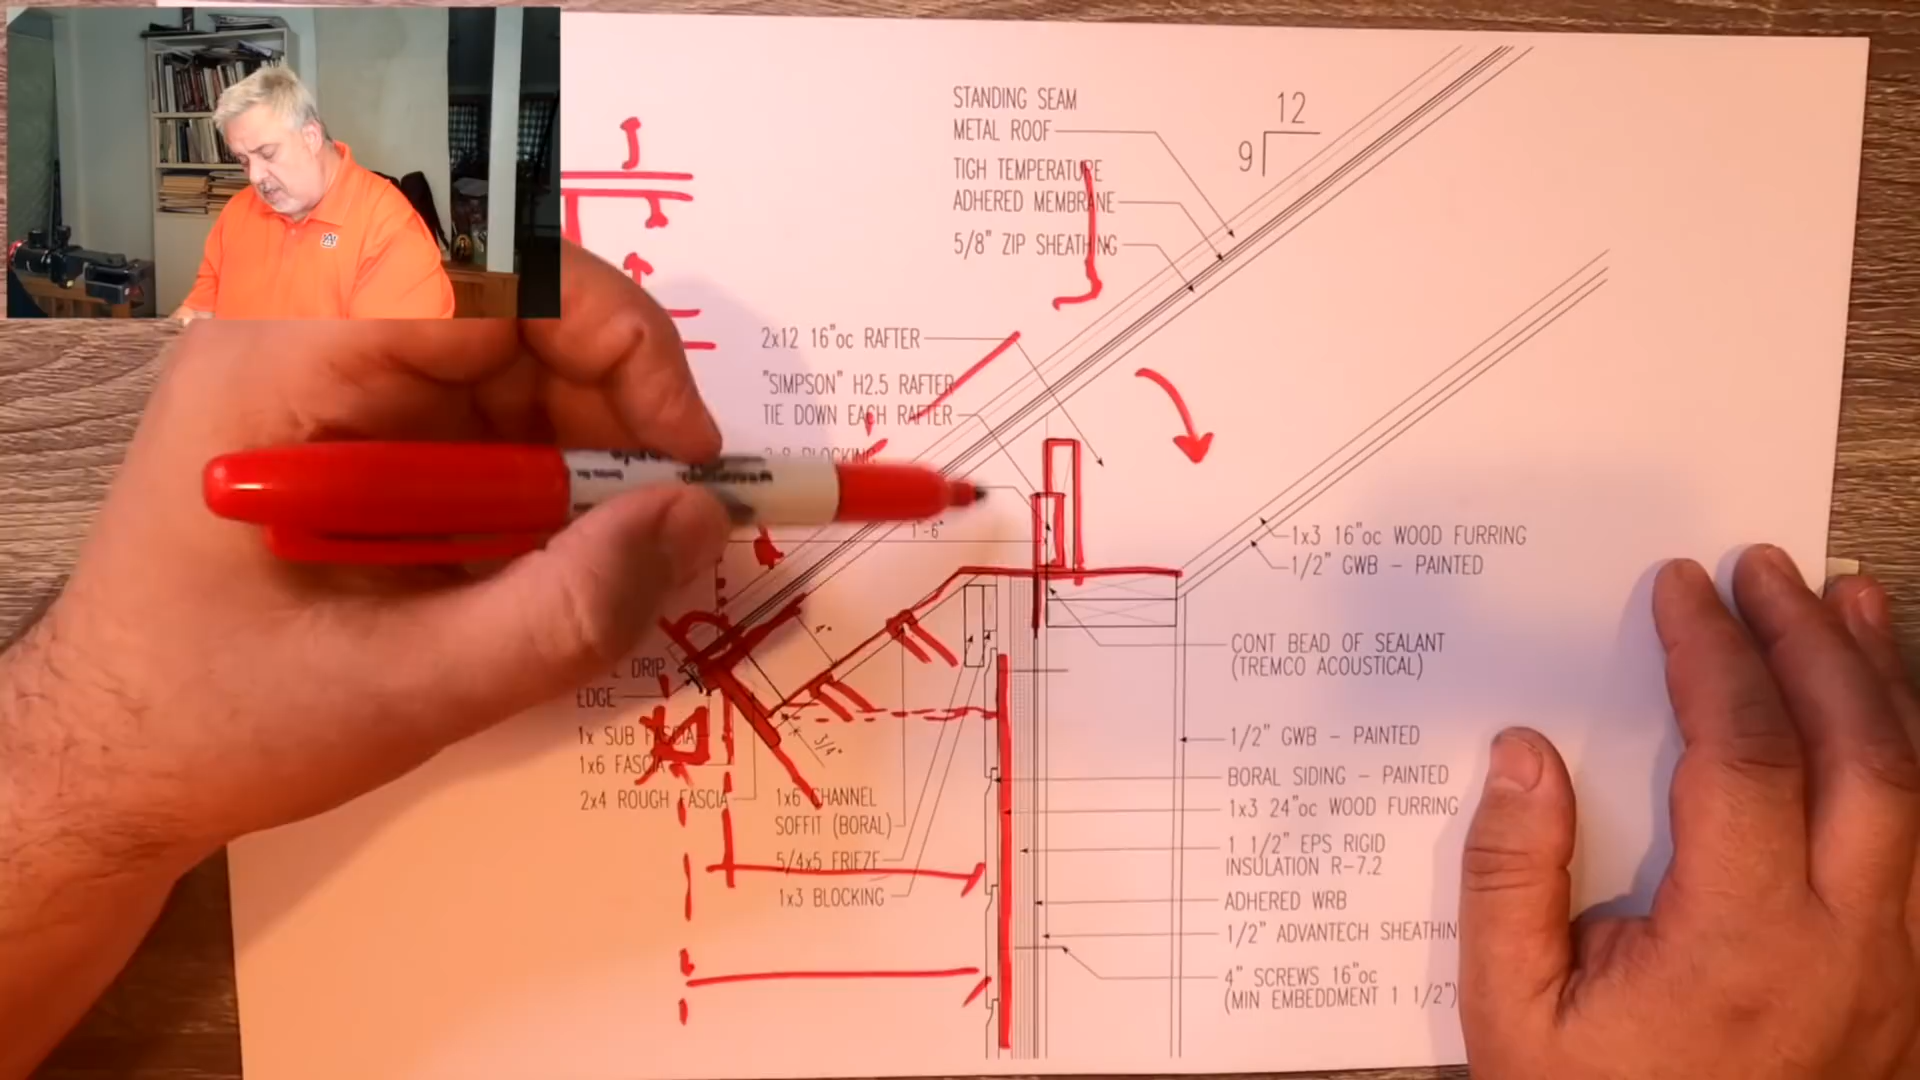 STANDING SEAM
METAL ROOF
TIGH TEMPERATURE
ADHERED MEMBRANE
5/8" ZIP SHEATHING
12
9
2x12 16"oc RAFTER
"SIMPSON" H2.5 RAFTER
TIE DOWN EACH RAFTER
BLOCKING
1'-6"
4"
3/4"
DRIP
EDGE
1x SUB FASCIA
1x6 FASCIA
2x4 ROUGH FASCIA
1x6 CHANNEL
SOFFIT (BORAL)
5/4x5 FRIEZE
1x3 BLOCKING
1x3 16"oc WOOD FURRING
1/2" GWB - PAINTED
CONT BEAD OF SEALANT
(TREMCO ACOUSTICAL)
1/2" GWB - PAINTED
BORAL SIDING - PAINTED
1x3 24"oc WOOD FURRING
1 1/2" EPS RIGID
INSULATION R-7.2
ADHERED WRB
1/2" ADVANTECH SHEATHIN
4" SCREWS 16"oc
(MIN EMBEDDMENT 1 1/2")